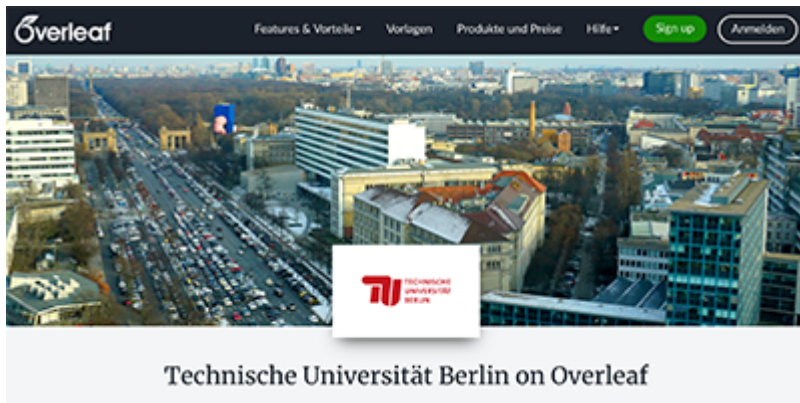 Overleaf
Features & Vorteile
Vorlagen
Produkte und Preise
Hilfe
Sign up
Anmelden
TECHNISCHE
UNIVERSITÄT
BERLIN
Technische Universität Berlin on Overleaf